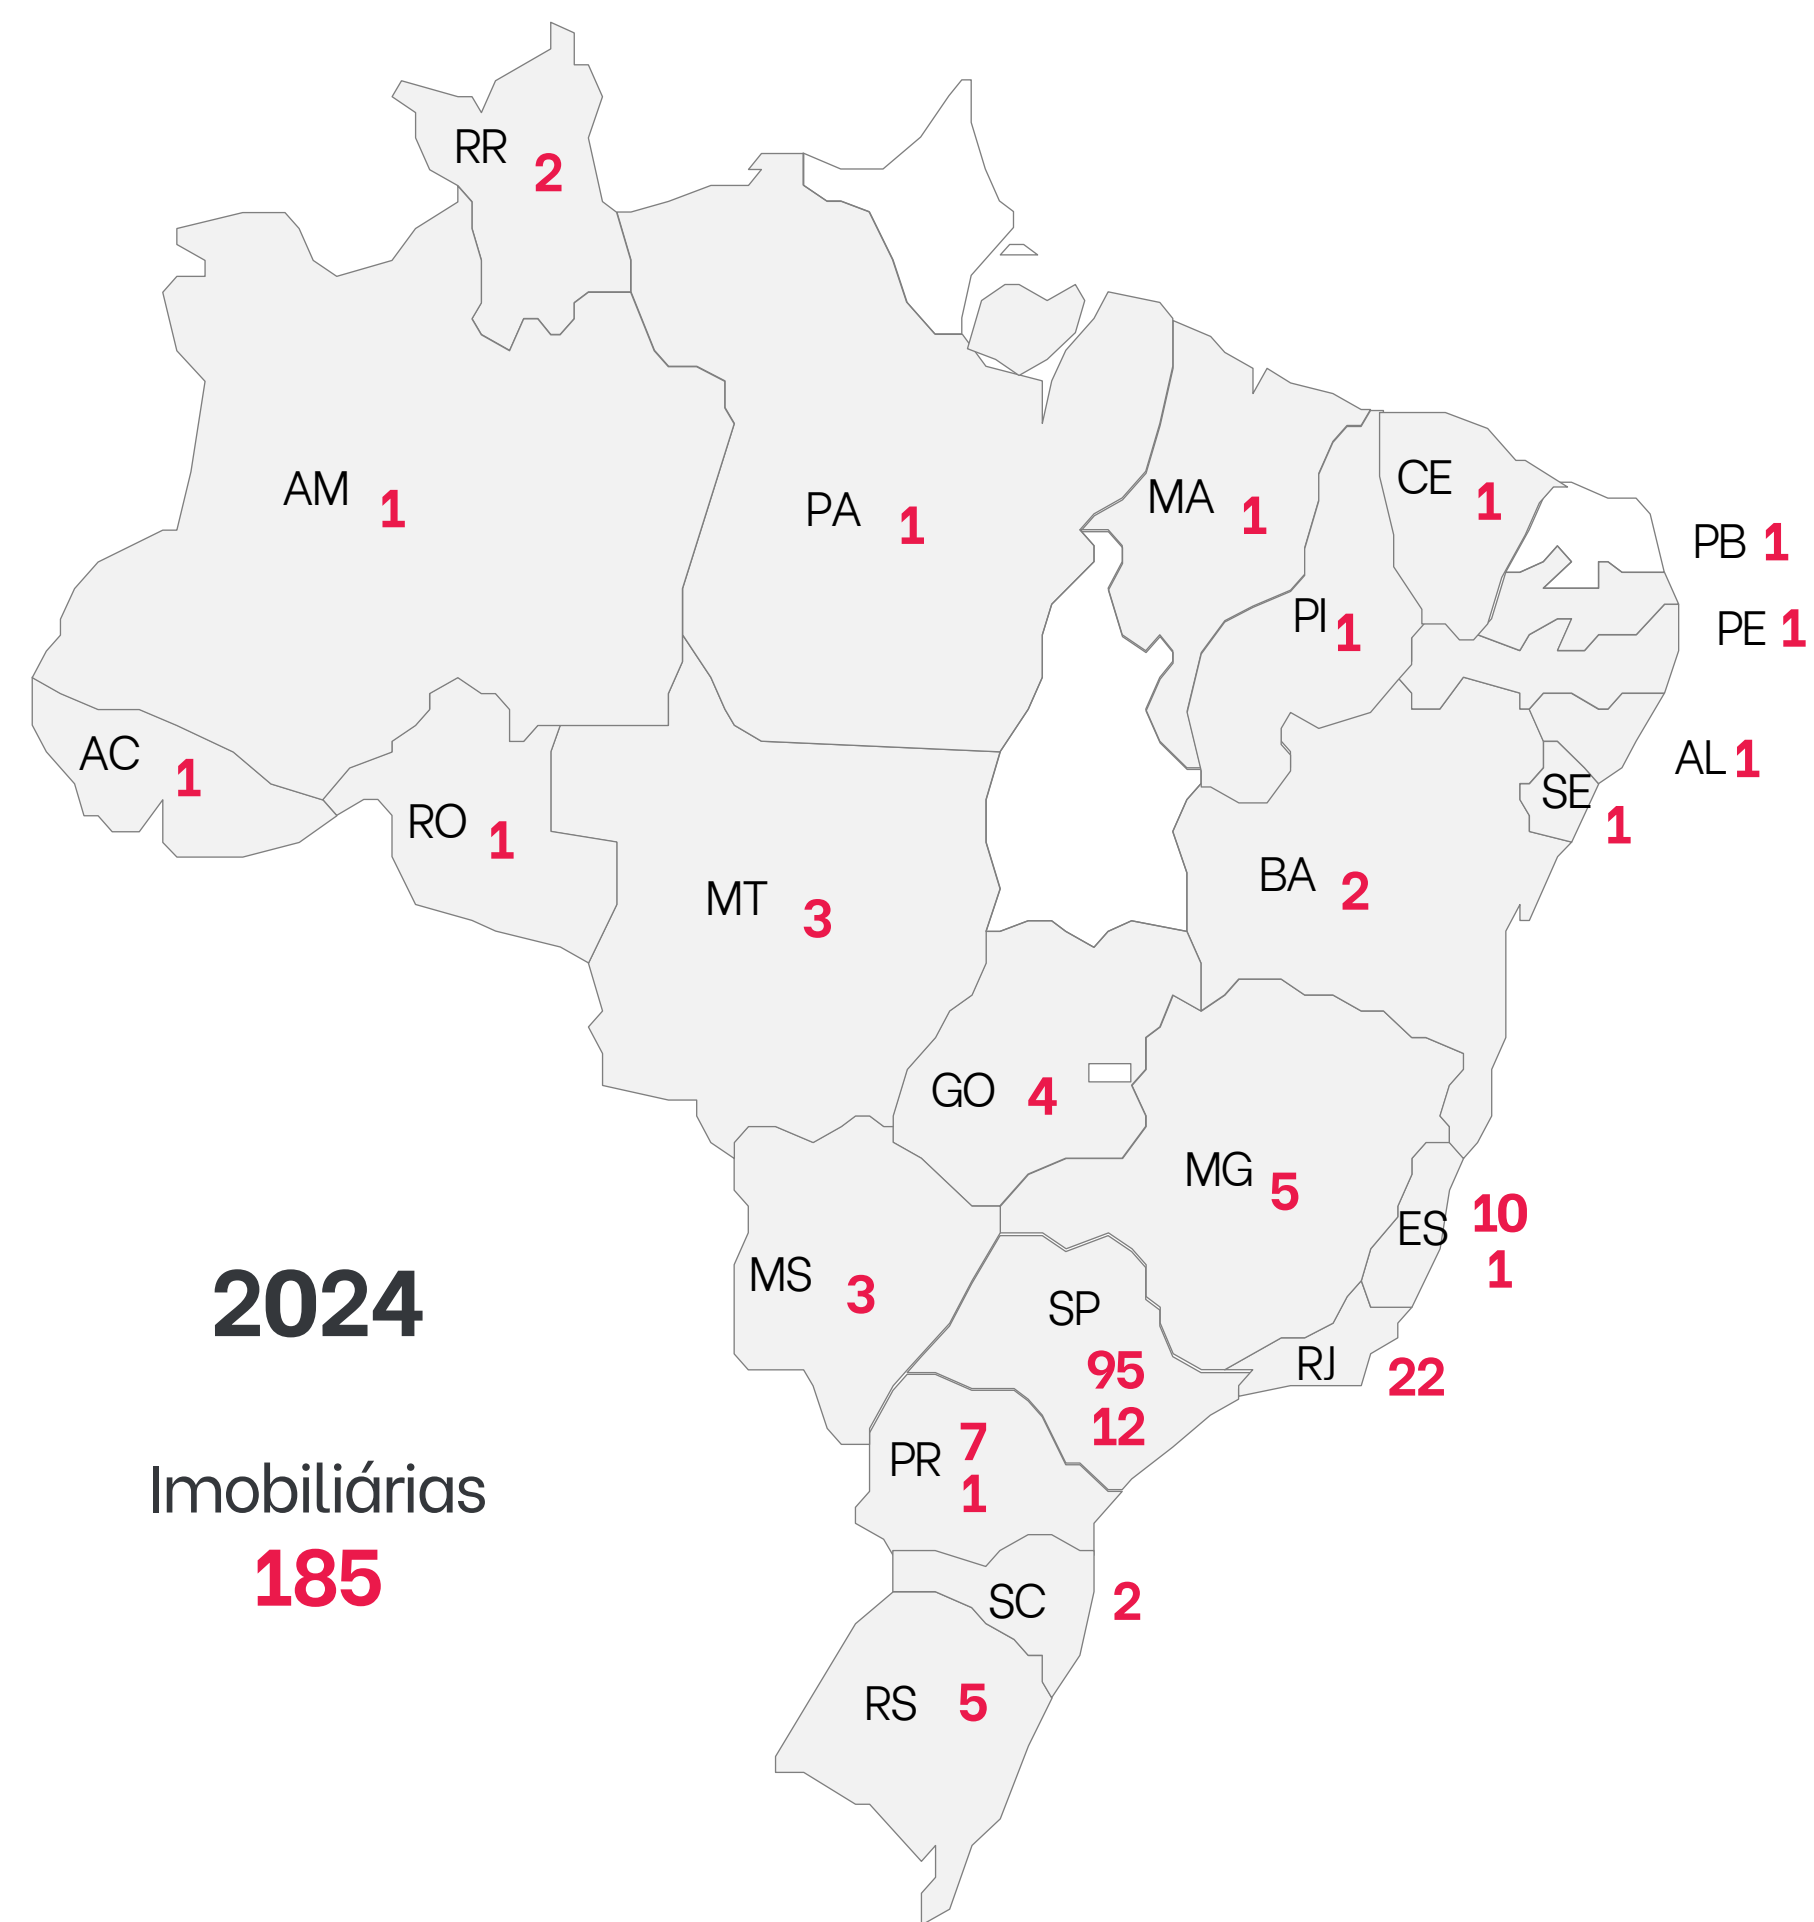 RR 2
AM 1
PA 1
MA 1
CE 1
PB 1
PI 1
PE 1
AC 1
AL 1
SE 1
RO 1
BA 2
MT 3
GO 4
MG 5
ES 10
1
MS 3
SP
95
12
RJ 22
PR 7
1
SC 2
RS 5
2024
Imobiliárias
185